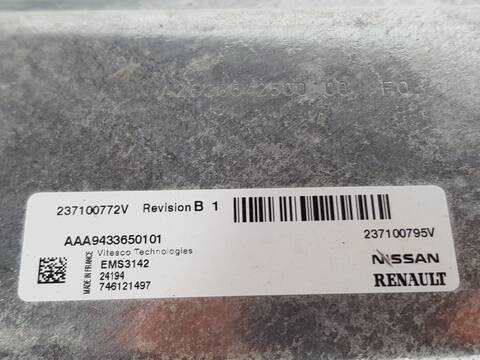 237100772V Revision B 1
237100795V
AAA9433650101
Vitesco Technologies
MADE IN FRANCE
EMS3142
24194
746121497
NISSAN
RENAULT